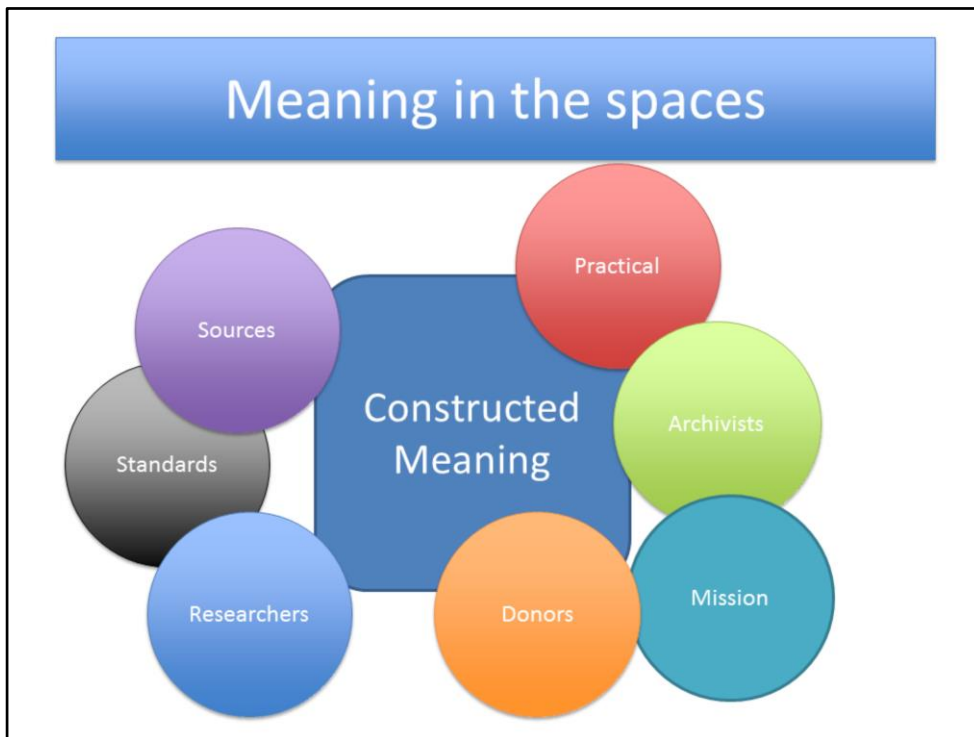 Meaning in the spaces
Practical
Sources
Constructed
Meaning
Archivists
Standards
Researchers
Donors
Mission